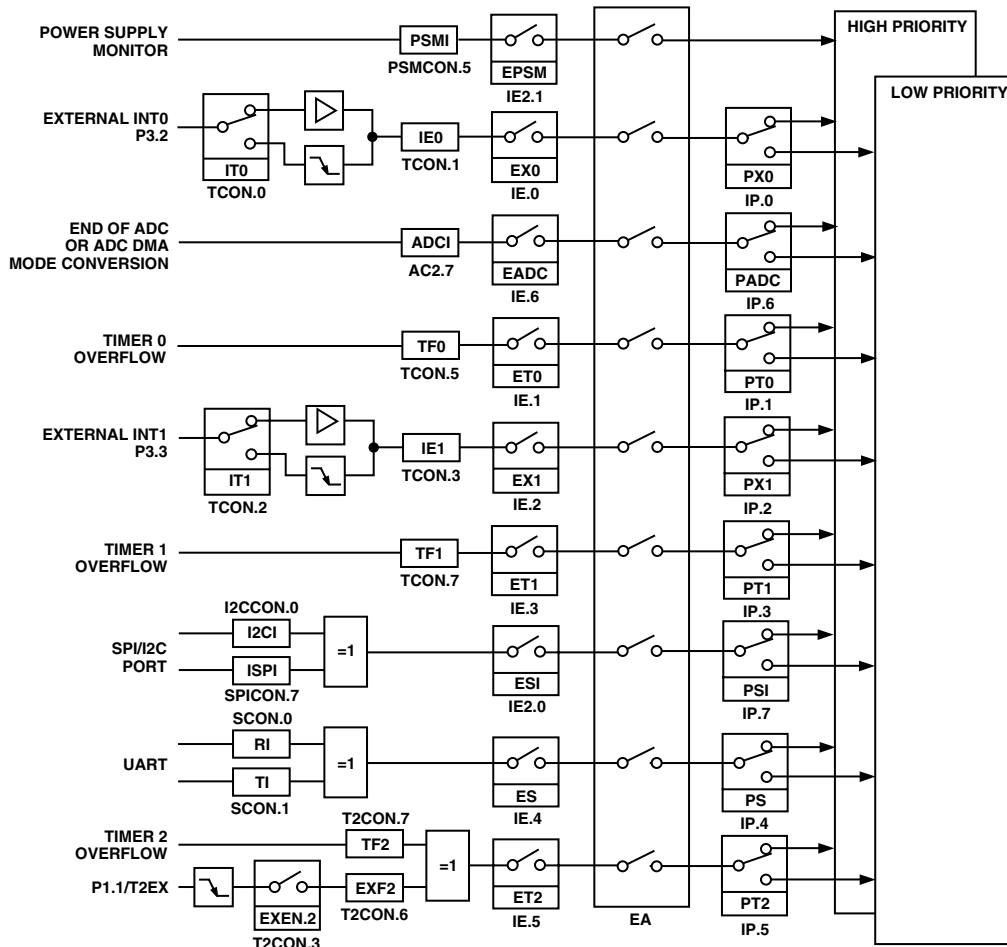 POWER SUPPLY
MONITOR
PSMI
PSMCON.5
EPSM
IE2.1
HIGH PRIORITY
LOW PRIORITY
EXTERNAL INT0
P3.2
IT0
TCON.0
IE0
TCON.1
EX0
IE.0
PX0
IP.0
END OF ADC
OR ADC DMA
MODE CONVERSION
ADCI
AC2.7
EADC
IE.6
PADC
IP.6
TIMER 0
OVERFLOW
TF0
TCON.5
ET0
IE.1
PT0
IP.1
EXTERNAL INT1
P3.3
IT1
TCON.2
IE1
TCON.3
EX1
IE.2
PX1
IP.2
TIMER 1
OVERFLOW
TF1
TCON.7
ET1
IE.3
PT1
IP.3
SPI/I2C
PORT
I2CCON.0
I2CI
ISPI
SPICON.7
=1
ESI
IE2.0
PSI
IP.7
UART
SCON.0
RI
TI
SCON.1
=1
ES
IE.4
PS
IP.4
TIMER 2
OVERFLOW
T2CON.7
TF2
P1.1/T2EX
EXEN.2
T2CON.3
EXF2
T2CON.6
=1
ET2
IE.5
EA
PT2
IP.5